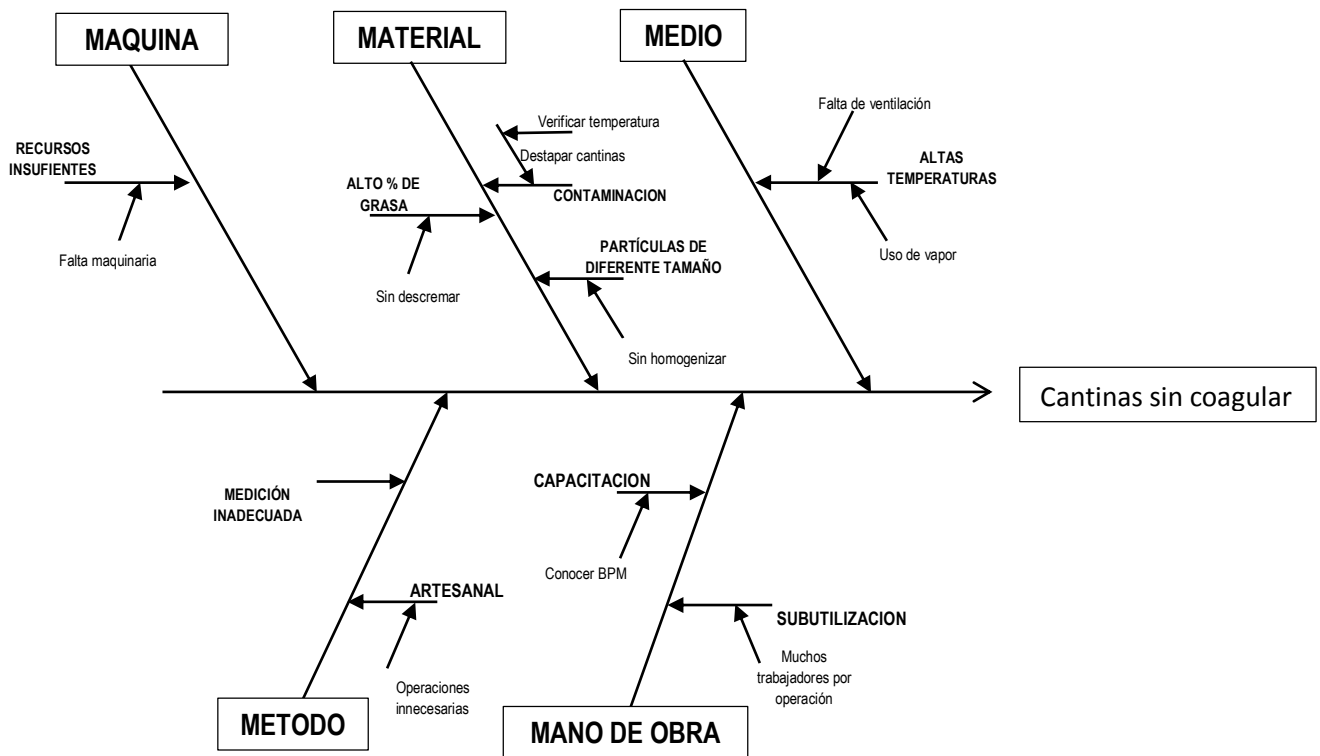 MAQUINA
MATERIAL
MEDIO
RECURSOS
INSUFIENTES
Falta maquinaria
Verificar temperatura
Destapar cantinas
CONTAMINACION
ALTO % DE
GRASA
Sin descremar
PARTÍCULAS DE
DIFERENTE TAMAÑO
Sin homogenizar
Falta de ventilación
ALTAS
TEMPERATURAS
Uso de vapor
Cantinas sin coagular
MEDICIÓN
INADECUADA
ARTESANAL
Operaciones
innecesarias
CAPACITACION
Conocer BPM
SUBUTILIZACION
Muchos
trabajadores por
operación
METODO
MANO DE OBRA